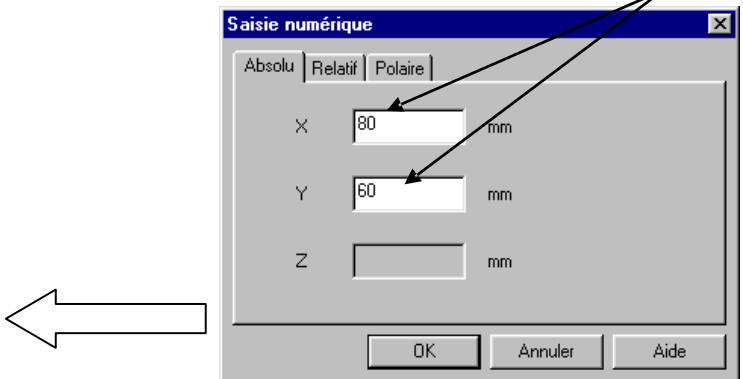 Saisie numérique
Absolu Relatif Polaire
X 80 mm
Y 60 mm
Z mm
OK Annuler Aide